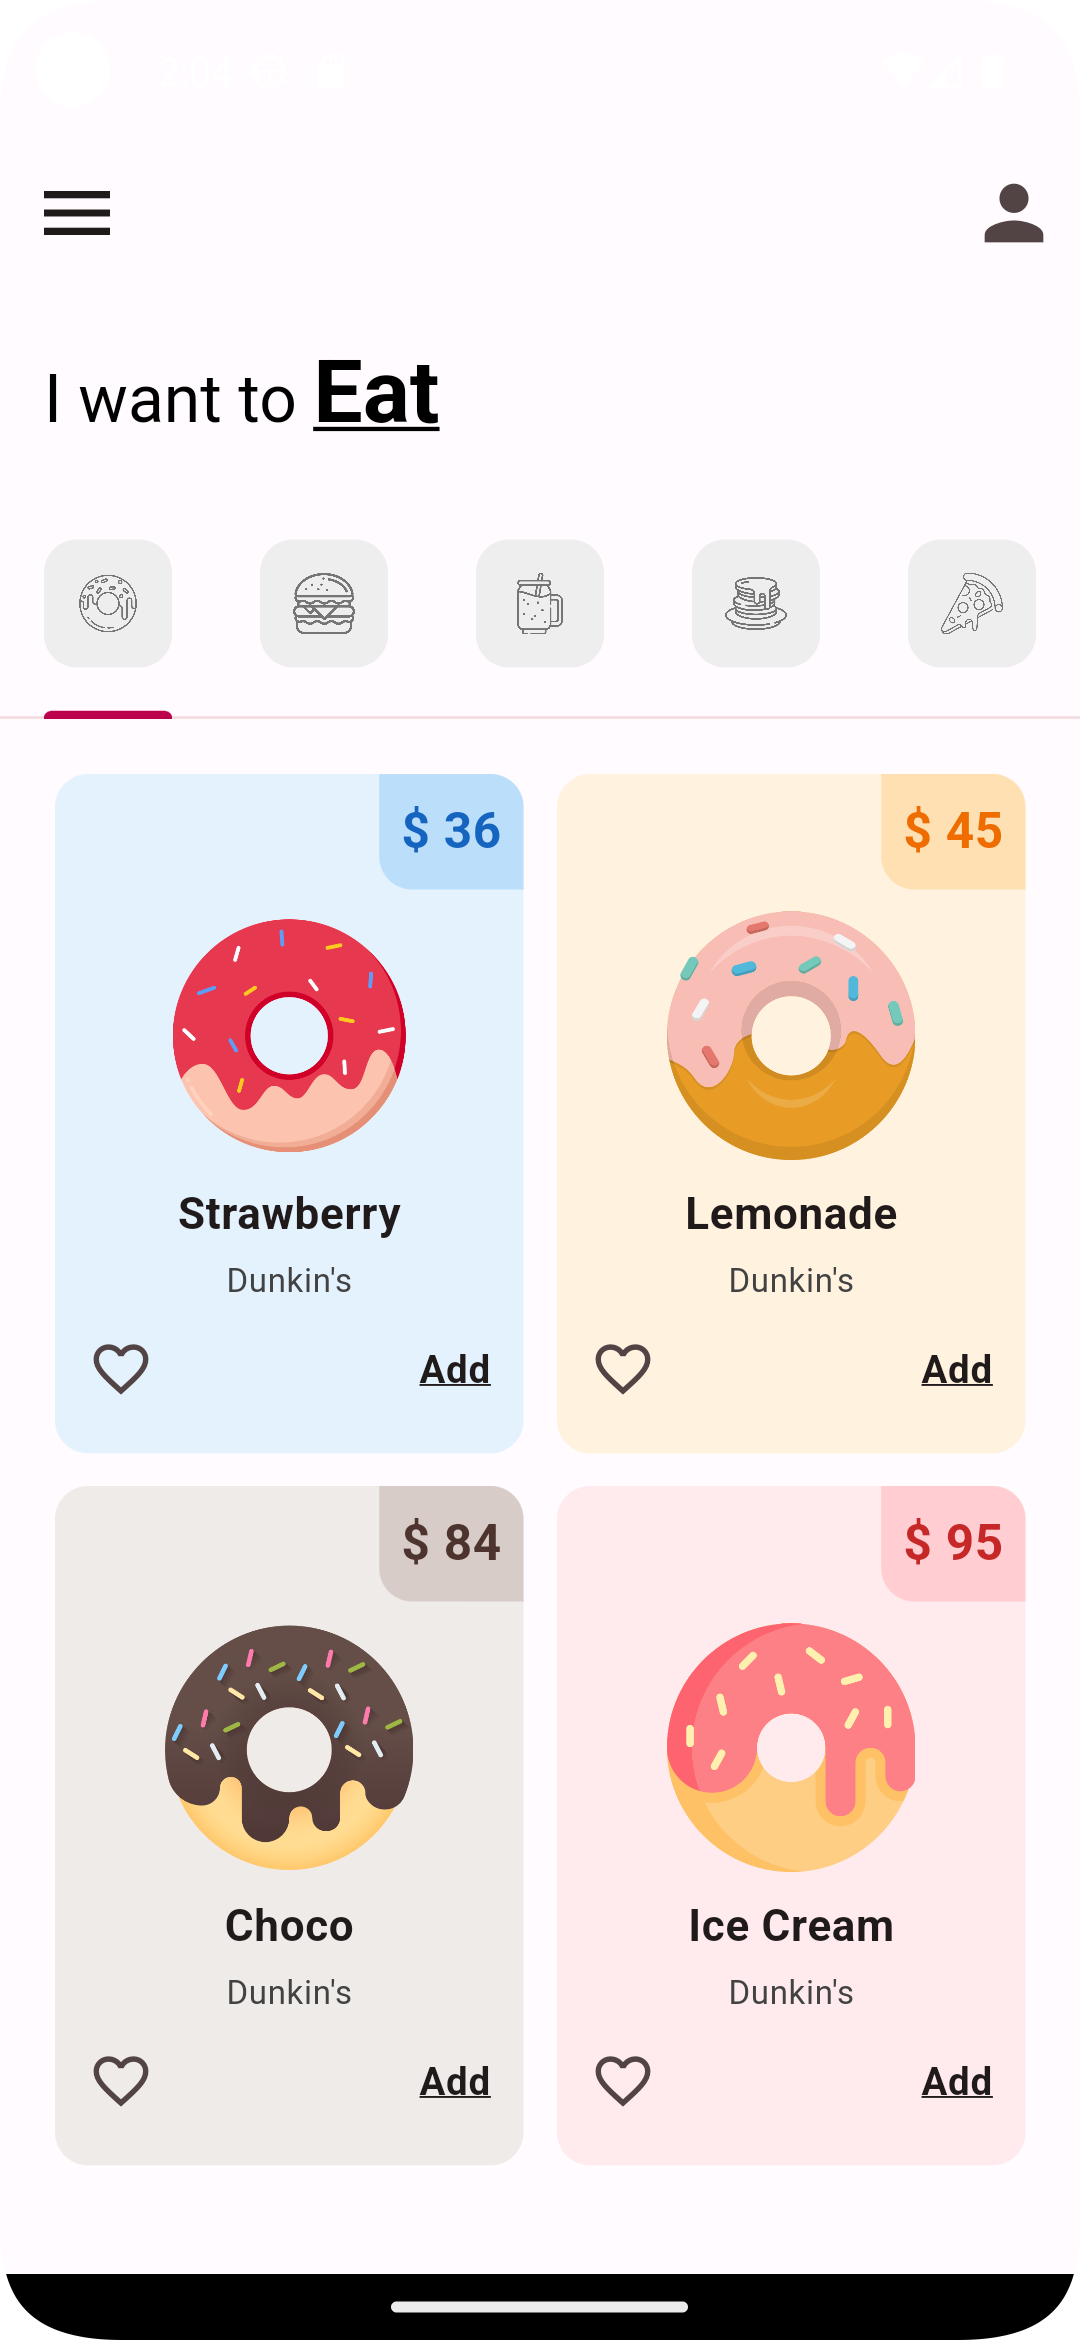 I want to Eat
$ 36
Strawberry
Dunkin's
Add
$ 45
Lemonade
Dunkin's
Add
$ 84
Choco
Dunkin's
Add
$ 95
Ice Cream
Dunkin's
Add